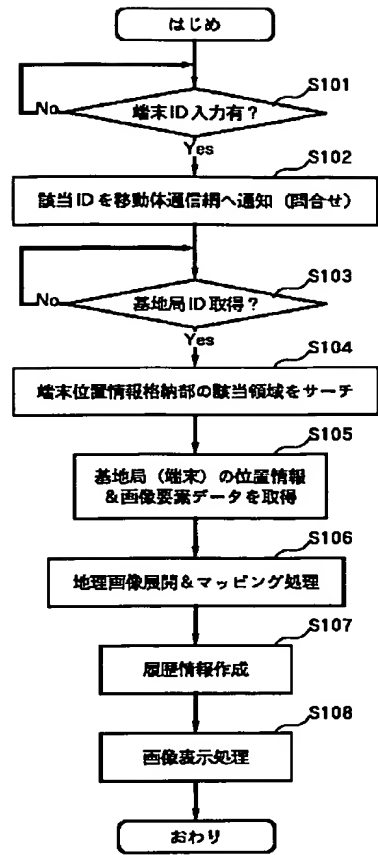 はじめ
S101
端末ID入力有?
No
Yes
S102
該当IDを移動体通信網へ通知（問合せ）
S103
基地局ID取得?
No
Yes
S104
端末位置情報格納部の該当領域をサーチ
S105
基地局（端末）の位置情報
&画像要素データを取得
S106
地理画像展開&マッピング処理
S107
履歴情報作成
S108
画像表示処理
おわり